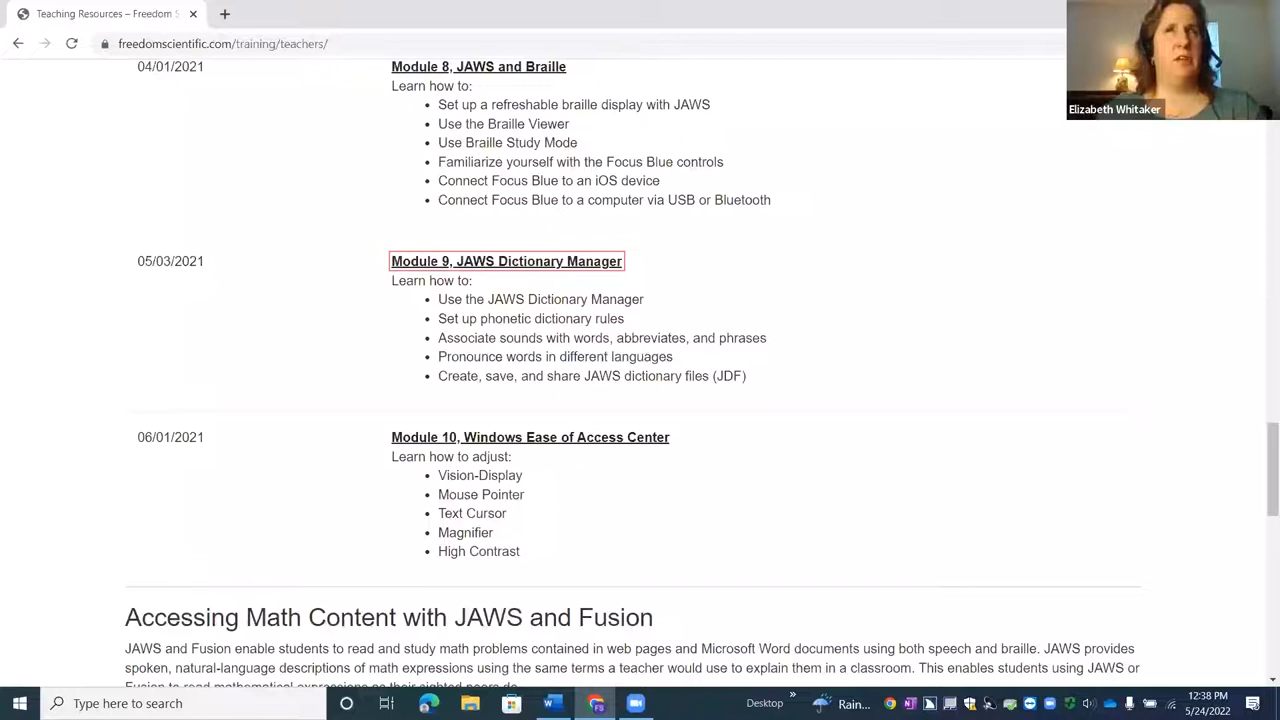 Teaching Resources – Freedom S
freedomscientific.com/training/teachers/
Elizabeth Whitaker
04/01/2021 Module 8, JAWS and Braille
Learn how to:
• Set up a refreshable braille display with JAWS
• Use the Braille Viewer
• Use Braille Study Mode
• Familiarize yourself with the Focus Blue controls
• Connect Focus Blue to an iOS device
• Connect Focus Blue to a computer via USB or Bluetooth
05/03/2021 Module 9, JAWS Dictionary Manager
Learn how to:
• Use the JAWS Dictionary Manager
• Set up phonetic dictionary rules
• Associate sounds with words, abbreviates, and phrases
• Pronounce words in different languages
• Create, save, and share JAWS dictionary files (JDF)
06/01/2021 Module 10, Windows Ease of Access Center
Learn how to adjust:
• Vision-Display
• Mouse Pointer
• Text Cursor
• Magnifier
• High Contrast
Accessing Math Content with JAWS and Fusion
JAWS and Fusion enable students to read and study math problems contained in web pages and Microsoft Word documents using both speech and braille. JAWS provides
spoken, natural-language descriptions of math expressions using the same terms a teacher would use to explain them in a classroom. This enables students using JAWS or
Fusion to read mathematical expressions as their sighted peers do.
Type here to search
Desktop
Rain...
12:38 PM
5/24/2022